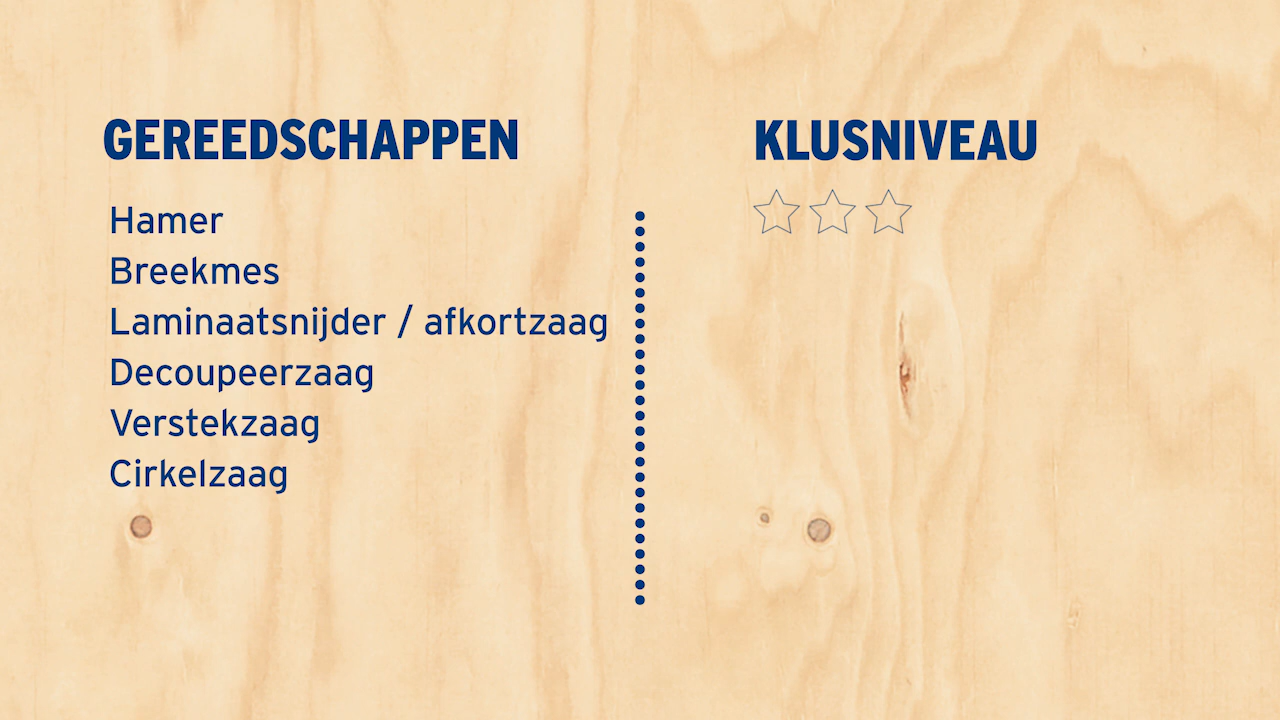 GEREEDSCHAPPEN
Hamer
Breekmes
Laminaatsnijder / afkortzaag
Decoupeerzaag
Verstekzaag
Cirkelzaag
KLUSNIVEAU